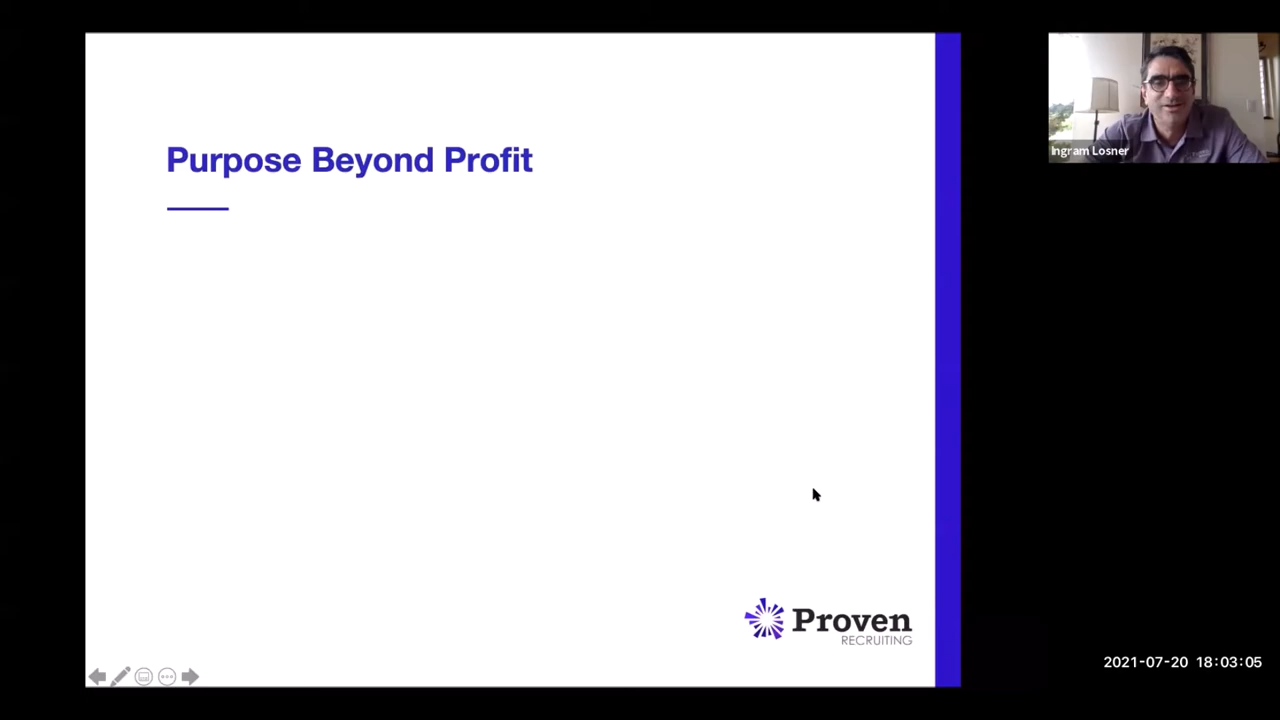 Purpose Beyond Profit
Ingram Losner
Proven
RECRUITING
2021-07-20 18:03:05